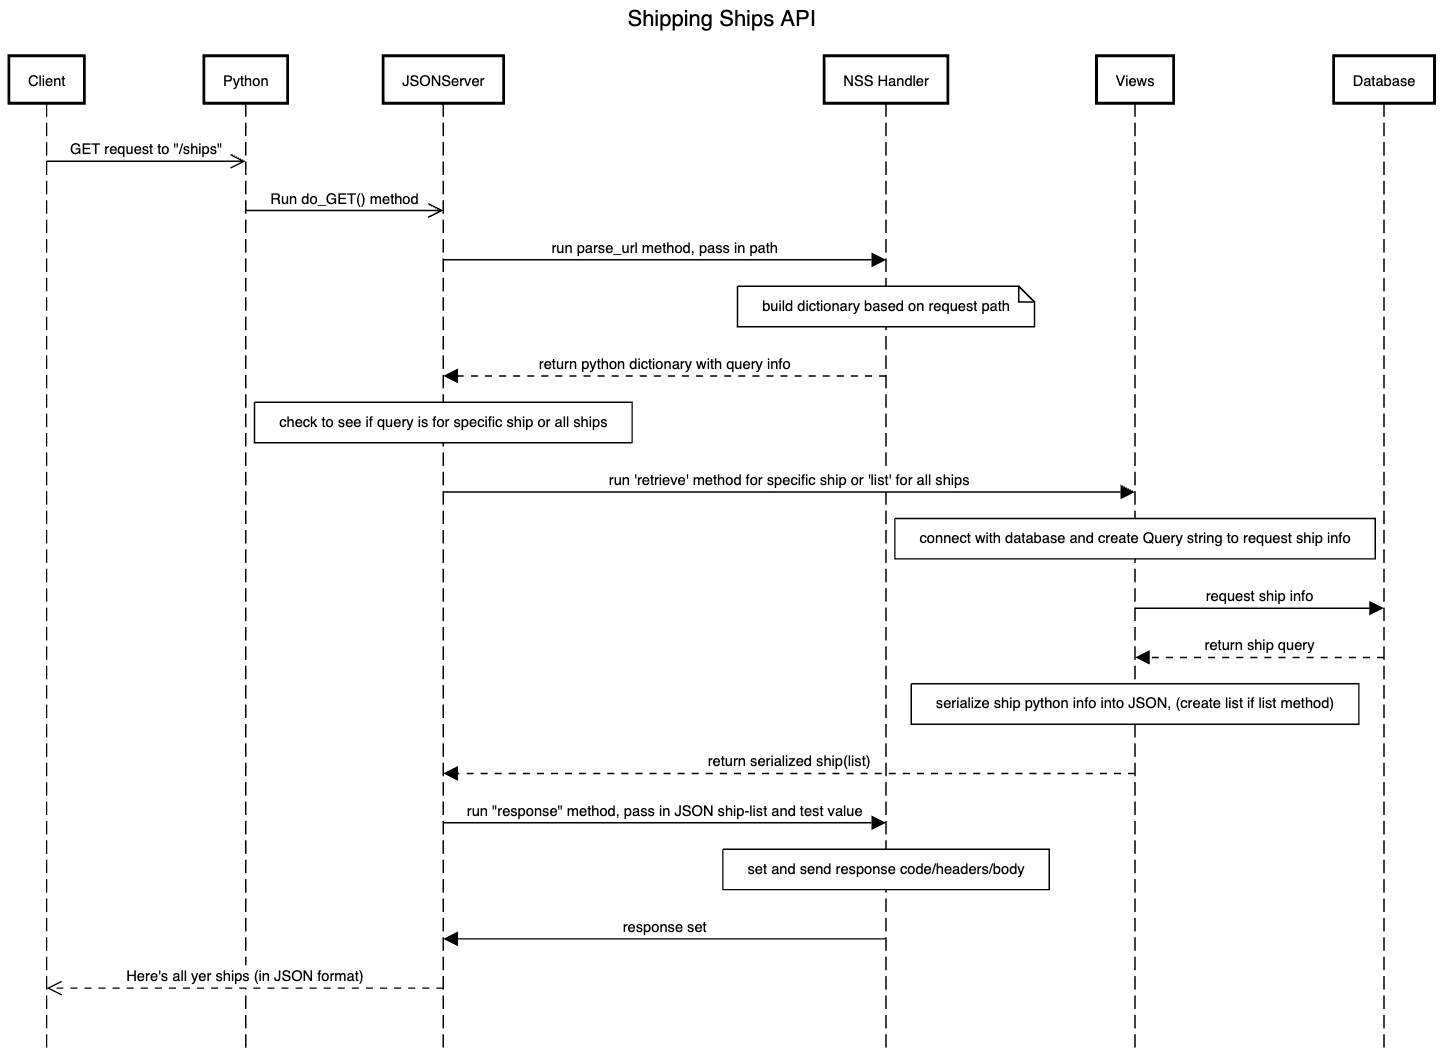 Shipping Ships API
Client
Python
JSONServer
NSS Handler
Views
Database
GET request to "/ships"
Run do_GET() method
run parse_url method, pass in path
build dictionary based on request path
return python dictionary with query info
check to see if query is for specific ship or all ships
run 'retrieve' method for specific ship or 'list' for all ships
connect with database and create Query string to request ship info
request ship info
return ship query
serialize ship python info into JSON, (create list if list method)
return serialized ship(list)
run "response" method, pass in JSON ship-list and test value
set and send response code/headers/body
response set
Here's all yer ships (in JSON format)